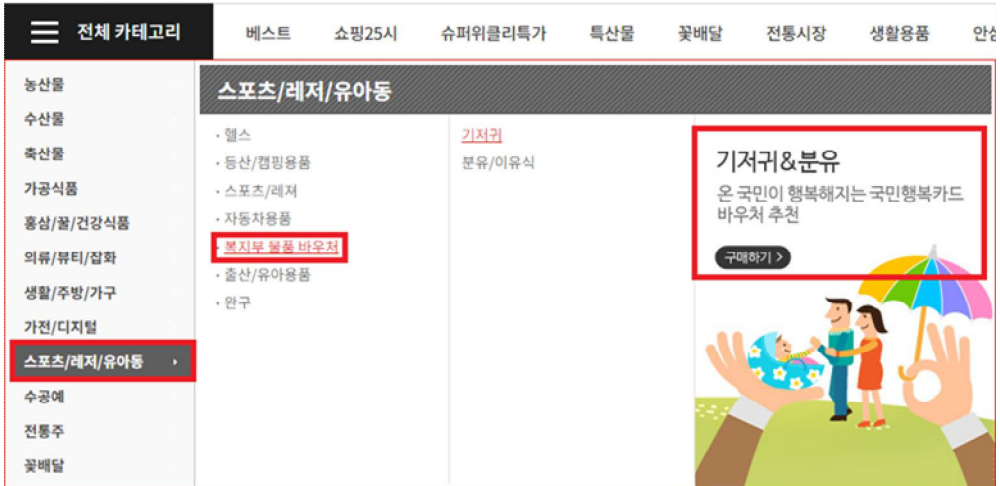 전체 카테고리
베스트 쇼핑25시 슈퍼위클리특가 특산물 꽃배달 전통시장 생활용품
농산물
수산물
축산물
가공식품
홍삼/꿀/건강식품
의류/뷰티/잡화
생활/주방/가구
가전/디지털
스포츠/레저/유아동
수공예
전통주
꽃배달
스포츠/레저/유아동
· 헬스
· 등산/캠핑용품
· 스포츠/레져
· 자동차용품
· 복지부 물품 바우처
· 출산/유아용품
· 완구
기저귀
분유/이유식
기저귀&분유
온 국민이 행복해지는 국민행복카드
바우처 추천
구매하기 >